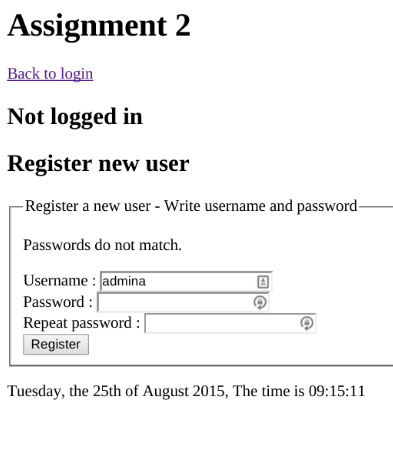 Assignment 2
Back to login
Not logged in
Register new user
Register a new user - Write username and password
Passwords do not match.
Username : admina
Password :
Repeat password :
Register
Tuesday, the 25th of August 2015, The time is 09:15:11